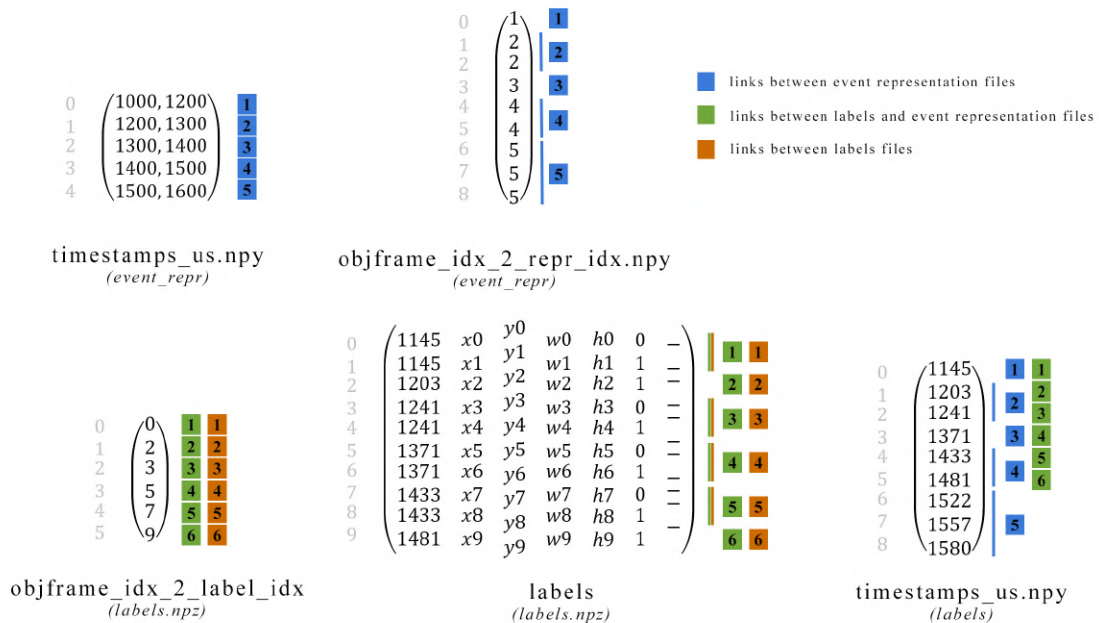 0 (1) 1
1 2
2 2 2
3 3 3
4 4
5 4 4
6 5
7 5 5
8 5
links between event representation files
links between labels and event representation files
links between labels files
0 1000,1200 1
1 1200,1300 2
2 1300,1400 3
3 1400,1500 4
4 1500,1600 5
timestamps_us.npy
(event_repr)
objframe_idx_2_repr_idx.npy
(event_repr)
0 0 1 1
1 2 2 2
2 3 3 3
3 5 4 4
4 7 5 5
5 9 6 6
objframe_idx_2_label_idx
(labels.npz)
0 1145 x0 y0 w0 h0 0 — 1 1
1 1145 x1 y1 w1 h1 1 —
2 1203 x2 y2 w2 h2 1 — 2 2
3 1241 x3 y3 w3 h3 0 — 3 3
4 1241 x4 y4 w4 h4 1 —
5 1371 x5 y5 w5 h5 0 — 4 4
6 1371 x6 y6 w6 h6 1 —
7 1433 x7 y7 w7 h7 0 — 5 5
8 1433 x8 y8 w8 h8 1 —
9 1481 x9 y9 w9 h9 1 6 6
labels
(labels.npz)
0 1145 1 1
1 1203 2 2
2 1241 3
3 1371 3 4
4 1433 4 5
5 1481 6
6 1522
7 1557 5
8 1580
timestamps_us.npy
(labels)